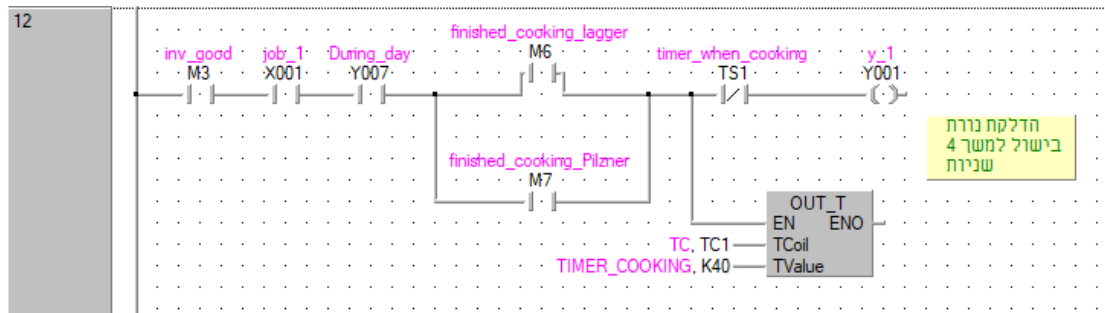 12
finished_cooking_lagger
inv_good job_1 During_day M6 timer_when_cooking y_1
M3 X001 Y007 TS1 Y001
הדלקת נורת
בישול למשך 4
שניות
finished_cooking_Pilzner
M7
OUT_T
EN ENO
TC, TC1 TCoil
TIMER_COOKING, K40 TValue